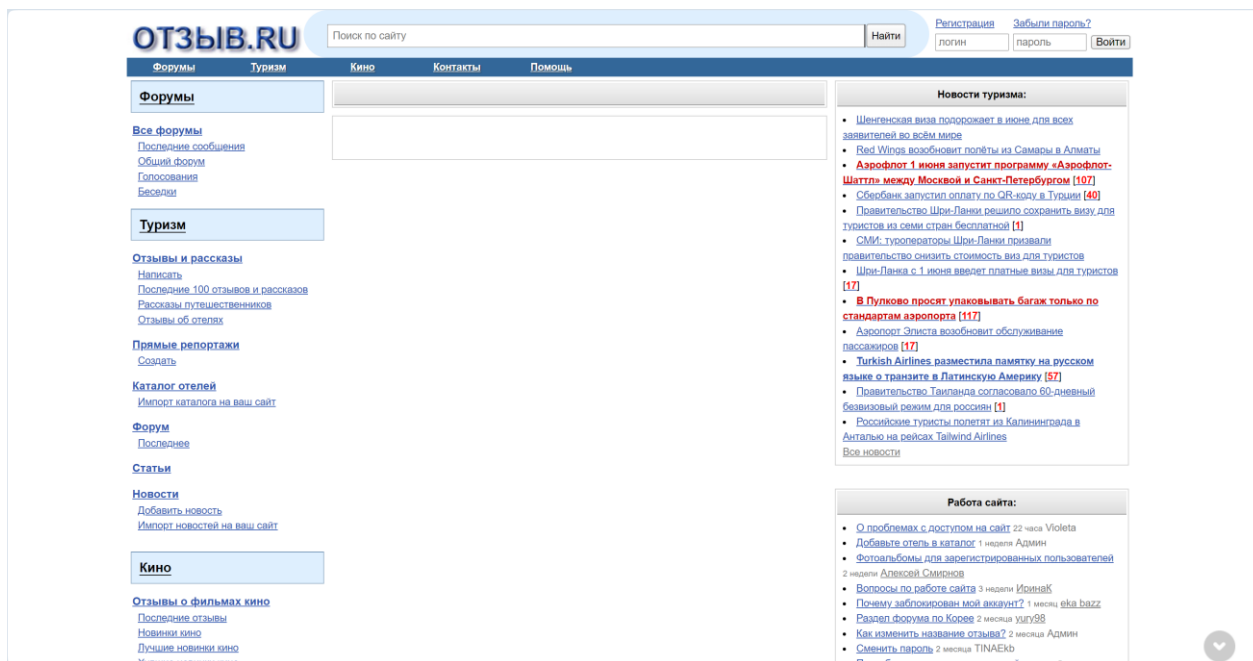 ОТЗЫВ.RU
Поиск по сайту
Найти
Регистрация
Забыли пароль?
логин
пароль
Войти
Форумы
Туризм
Кино
Контакты
Помощь
Форумы
Все форумы
Последние сообщения
Общий форум
Голосования
Беседки
Туризм
Отзывы и рассказы
Написать
Последние 100 отзывов и рассказов
Рассказы путешественников
Отзывы об отелях
Прямые репортажи
Создать
Каталог отелей
Импорт каталога на ваш сайт
Форум
Последнее
Статьи
Новости
Добавить новость
Импорт новостей на ваш сайт
Кино
Отзывы о фильмах кино
Последние отзывы
Новинки кино
Лучшие новинки кино
Новости туризма:
Шенгенская виза подорожает в июне для всех
заявителей во всём мире
Red Wings возобновит полёты из Самары в Алматы
Аэрофлот 1 июня запустит программу «Аэрофлот-
Шаттл» между Москвой и Санкт-Петербургом [107]
Сбербанк запустил оплату по QR-коду в Турции [40]
Правительство Шри-Ланки решило сохранить визу для
туристов из семи стран бесплатной [1]
СМИ: туроператоры Шри-Ланки призвали
правительство снизить стоимость виз для туристов
Шри-Ланка с 1 июня введет платные визы для туристов
[17]
В Пулково просят упаковывать багаж только по
стандартам аэропорта [117]
Аэропорт Элиста возобновит обслуживание
пассажиров [17]
Turkish Airlines разместила памятку на русском
языке о транзите в Латинскую Америку [57]
Правительство Таиланда согласовало 60-дневный
безвизовый режим для россиян [1]
Российские туристы полетят из Калининграда в
Анталью на рейсах Tailwind Airlines
Все новости
Работа сайта:
О проблемах с доступом на сайт 22 часа Violeta
Добавьте отель в каталог 1 неделя Админ
Фотоальбомы для зарегистрированных пользователей
2 недели Алексей Смирнов
Вопросы по работе сайта 3 недели ИринаК
Почему заблокирован мой аккаунт? 1 месяц eka bazz
Раздел форума по Корее 2 месяца yury98
Как изменить название отзыва? 2 месяца Админ
Сменить пароль 2 месяца TINAEkb